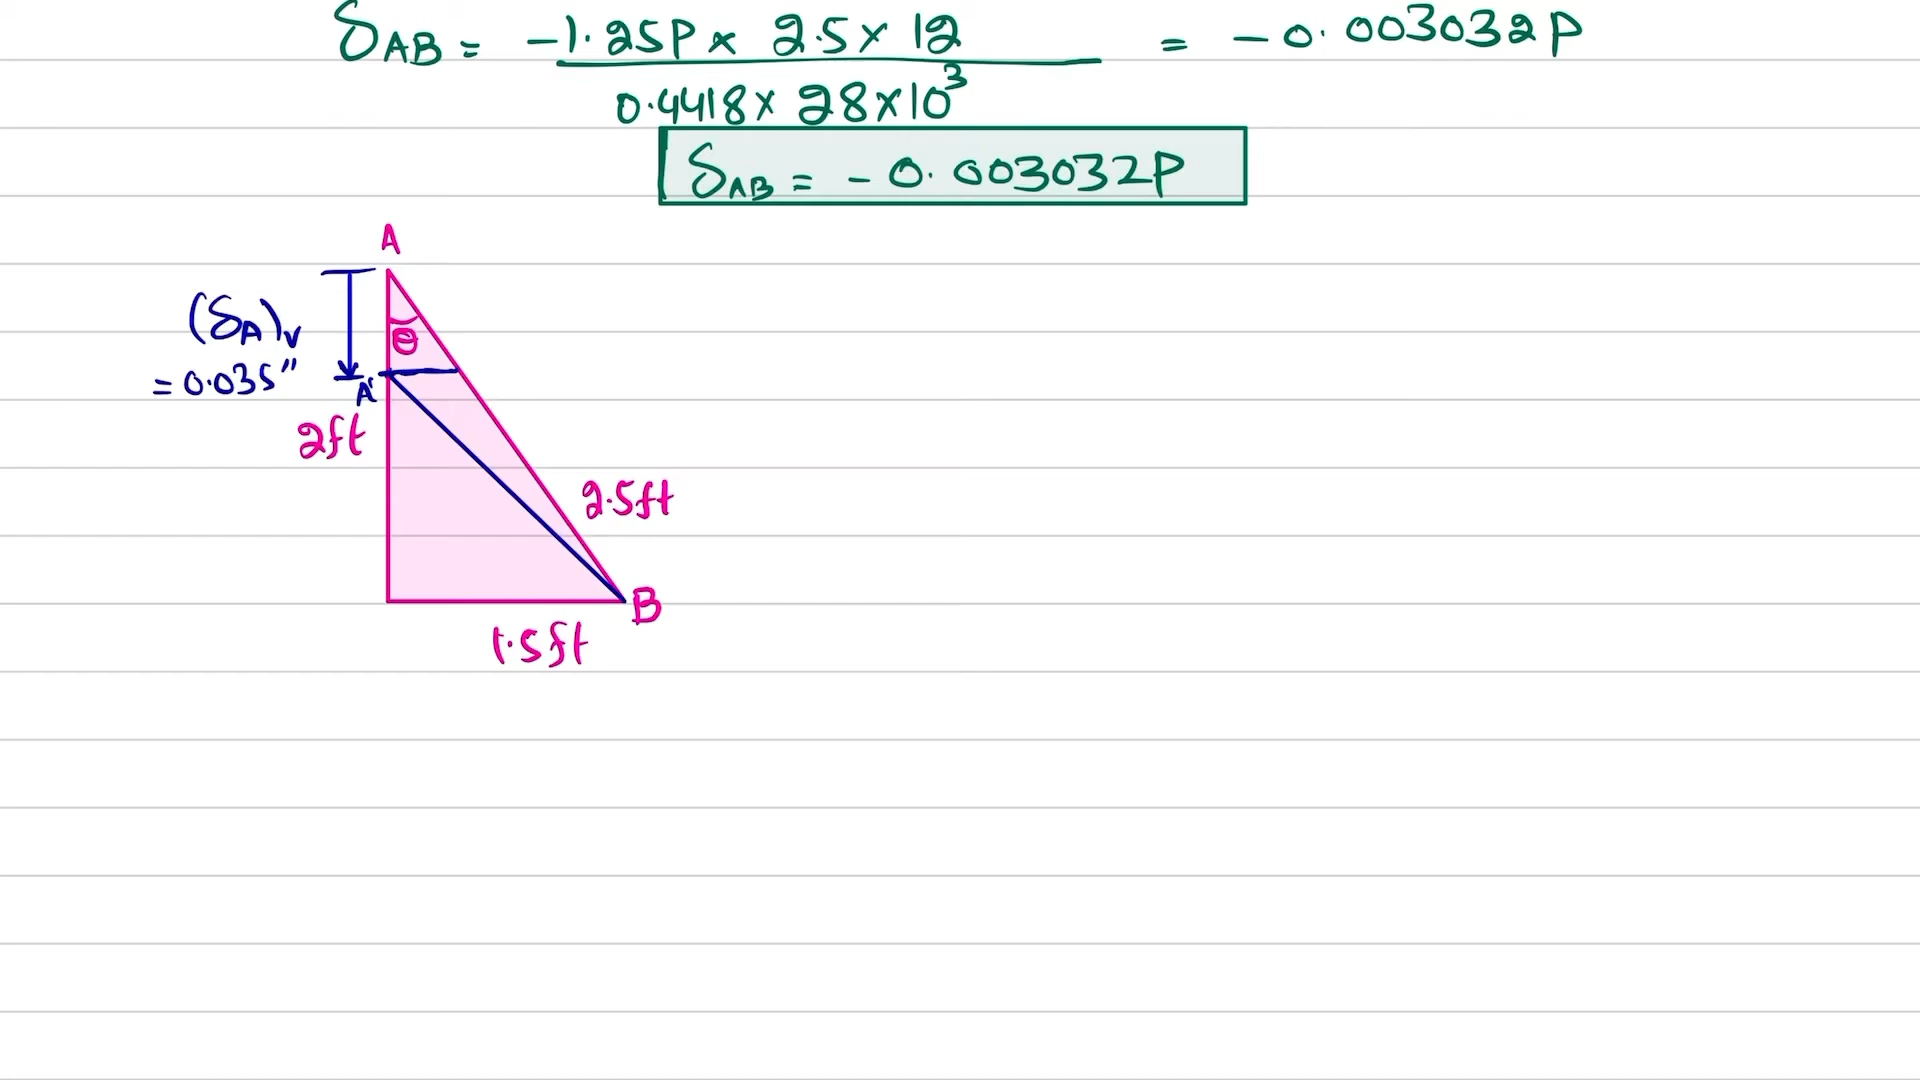 δAB = -1.25P × 2.5 × 12 / 0.4418 × 28×10³ = -0.003032P
δAB = -0.003032P
A
(δA)v
= 0.035"
θ
A'
2ft
2.5ft
B
1.5ft